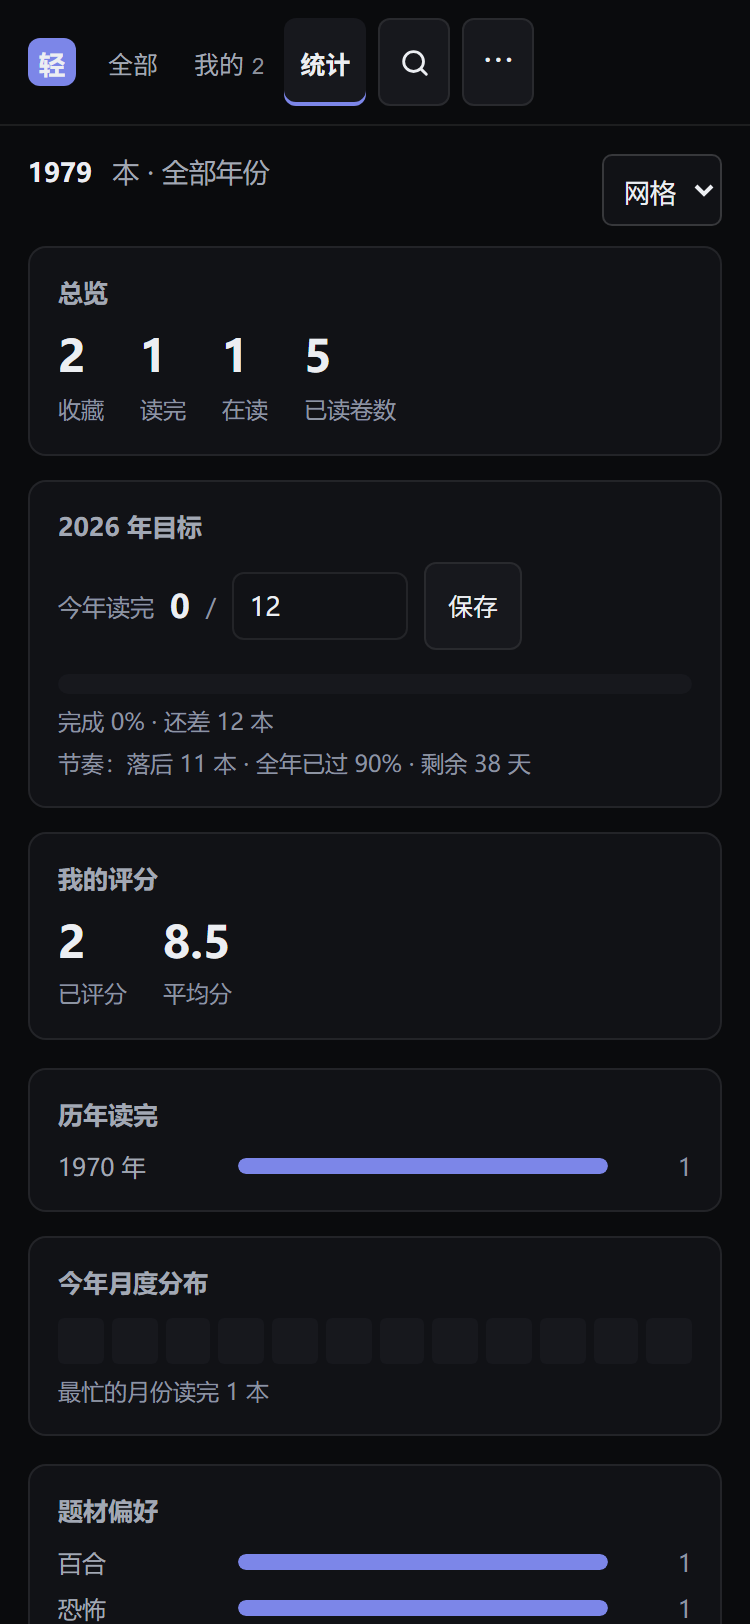 轻 全部 我的 2 统计 ···
1979 本 · 全部年份
网格
总览
2 1 1 5
收藏 读完 在读 已读卷数
2026 年目标
今年读完 0 / 12 保存
完成 0% · 还差 12 本
节奏：落后 11 本 · 全年已过 90% · 剩余 38 天
我的评分
2 8.5
已评分 平均分
历年读完
1970 年 1
今年月度分布
最忙的月份读完 1 本
题材偏好
百合 1
恐怖 1